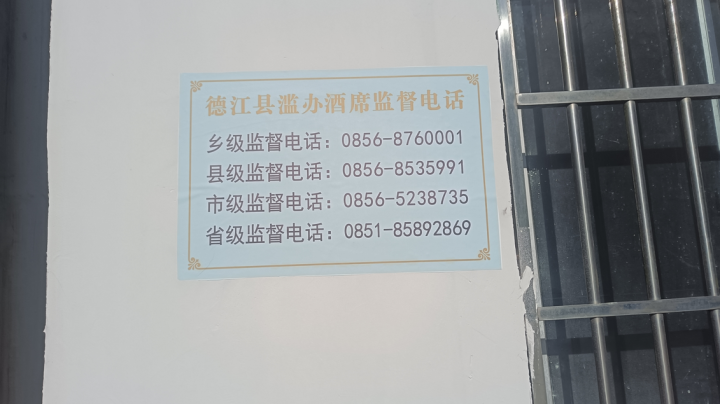 德江县滥办酒席监督电话
乡级监督电话：0856-8760001
县级监督电话：0856-8535991
市级监督电话：0856-5238735
省级监督电话：0851-85892869